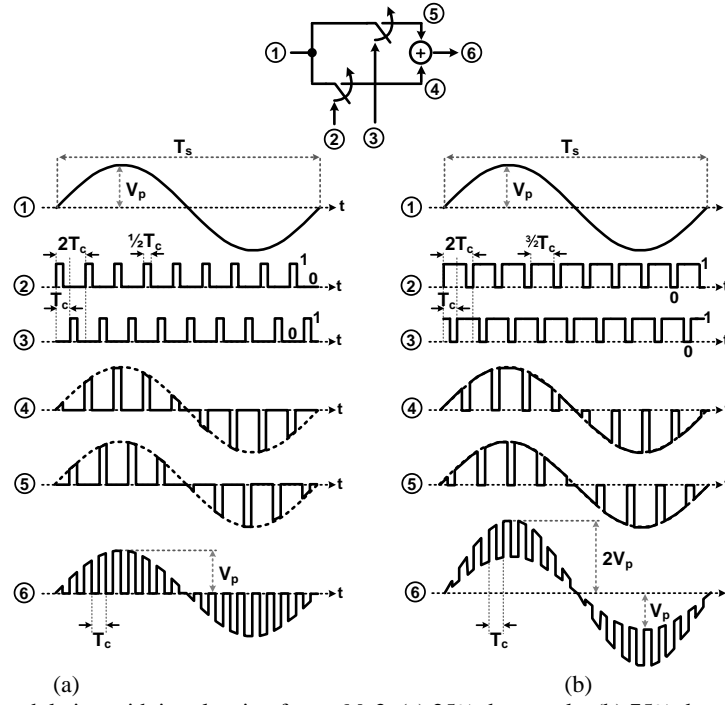 ① ⑤ + ⑥
④
② ③
Tₛ Tₛ
① Vₚ t ① Vₚ t
2T꜀ ½T꜀ 1 2T꜀ ³⁄₂T꜀ 1
② 0 t ② 0 t
T꜀ T꜀
③ 0 1 t ③ 1 0 t
④ t ④ t
⑤ t ⑤ t
⑥ Vₚ t ⑥ 2Vₚ Vₚ t
T꜀ T꜀
(a) (b)